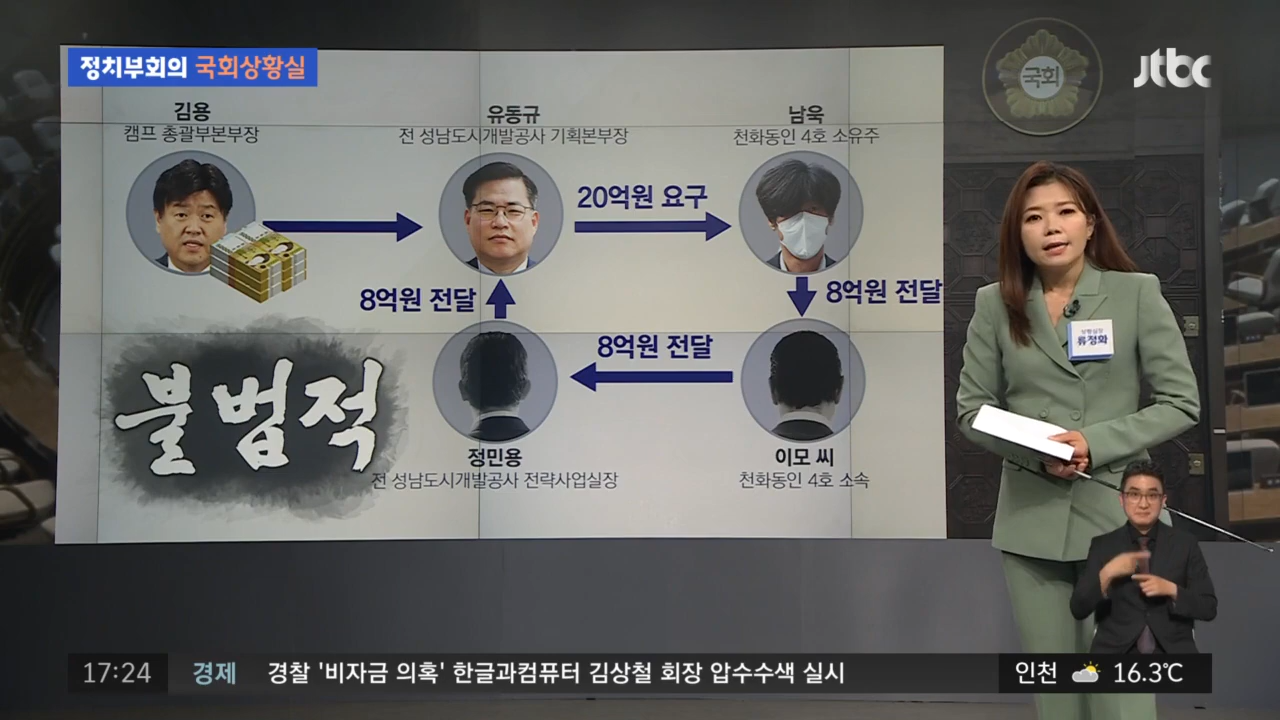 정치부회의 국회상황실
국회
jtbc
김용
캠프 총괄부본부장
유동규
전 성남도시개발공사 기획본부장
남욱
천화동인 4호 소유주
20억원 요구
8억원 전달
8억원 전달
8억원 전달
불법적
정민용
전 성남도시개발공사 전략사업실장
이모 씨
천화동인 4호 소속
상황실장
류정화
17:24 경제 경찰 '비자금 의혹' 한글과컴퓨터 김상철 회장 압수수색 실시
인천 16.3℃